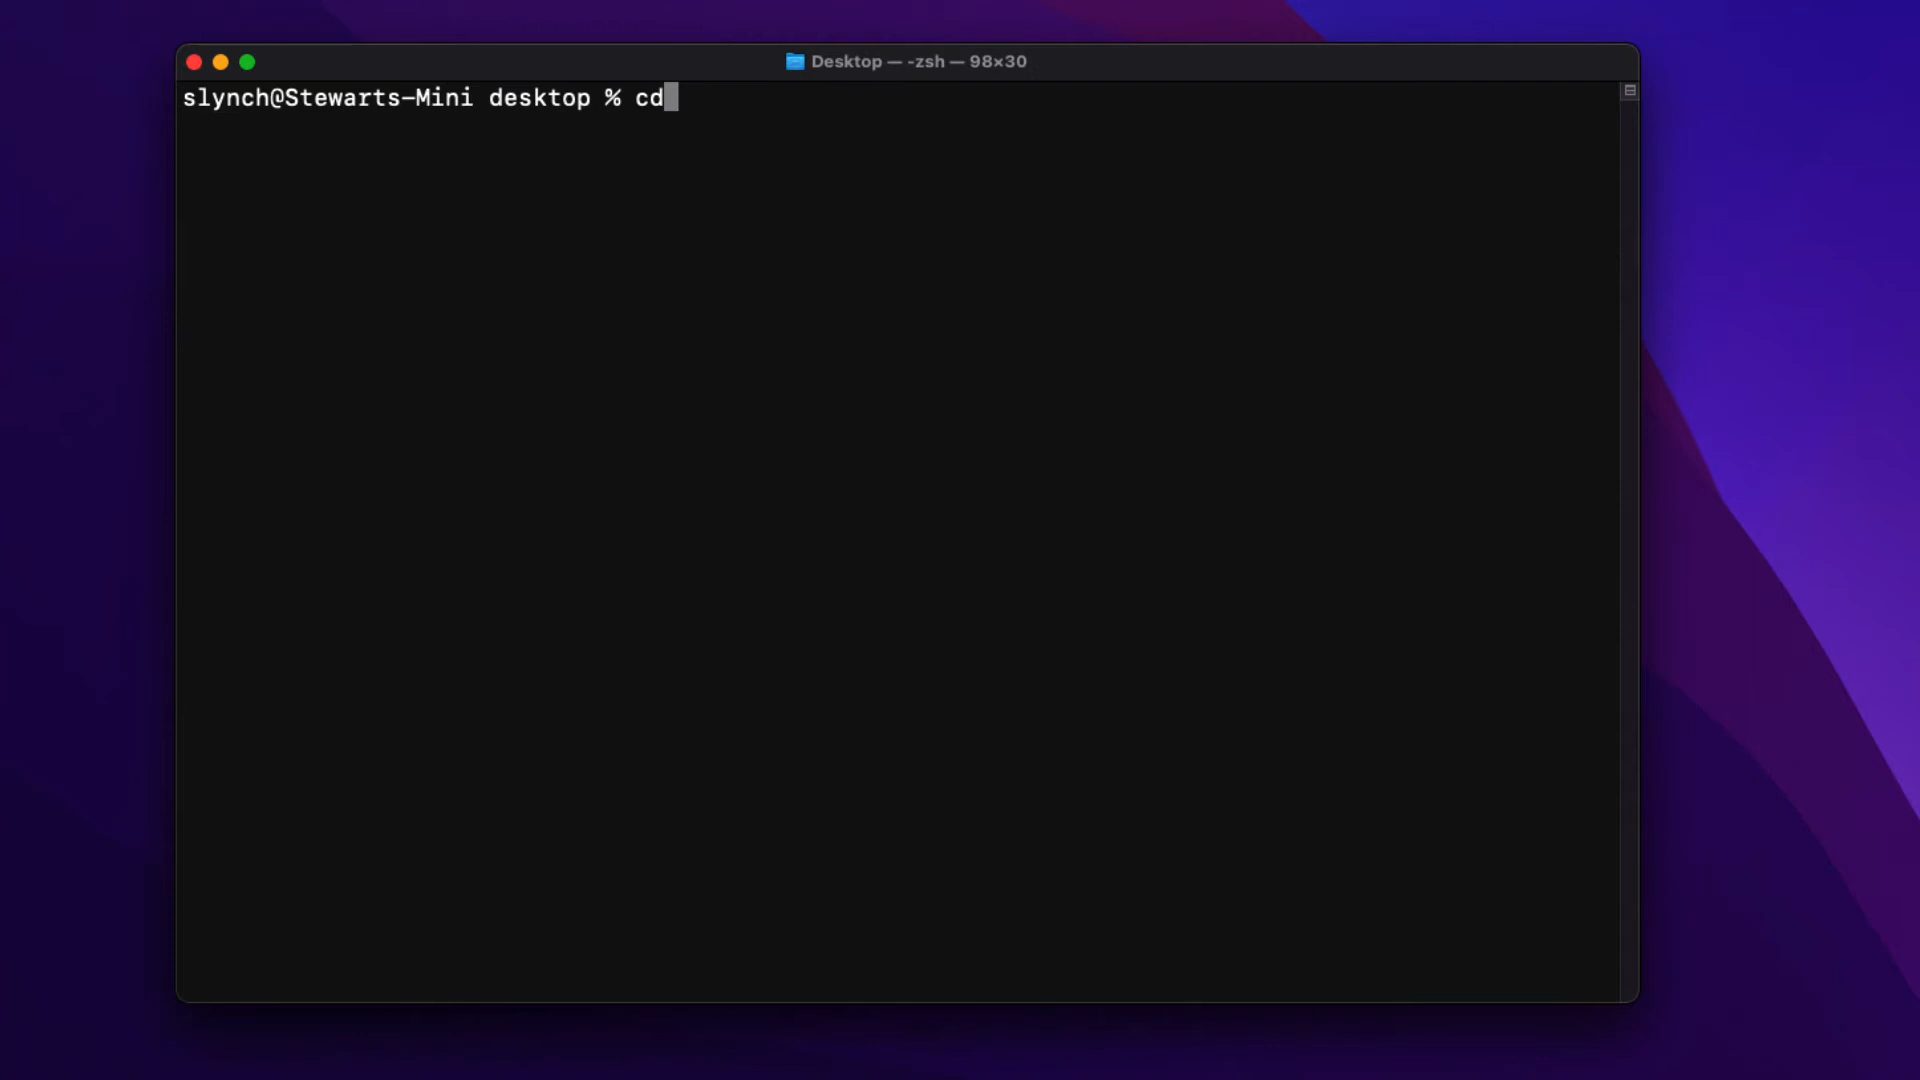 Desktop — -zsh — 98×30
slynch@Stewarts-Mini desktop % cd